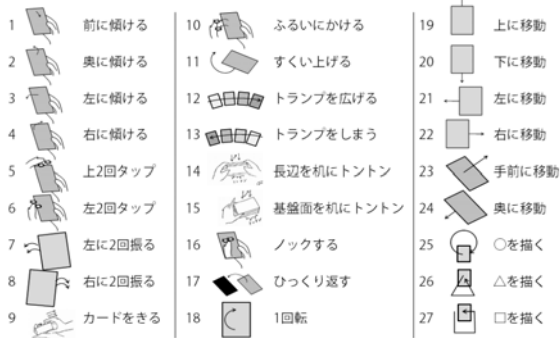 1 前に傾ける
2 奥に傾ける
3 左に傾ける
4 右に傾ける
5 上2回タップ
6 左2回タップ
7 左に2回振る
8 右に2回振る
9 カードをきる
10 ふるいにかける
11 すくい上げる
12 トランプを広げる
13 トランプをしまう
14 長辺を机にトントン
15 基盤面を机にトントン
16 ノックする
17 ひっくり返す
18 1回転
19 上に移動
20 下に移動
21 左に移動
22 右に移動
23 手前に移動
24 奥に移動
25 ○を描く
26 △を描く
27 □を描く